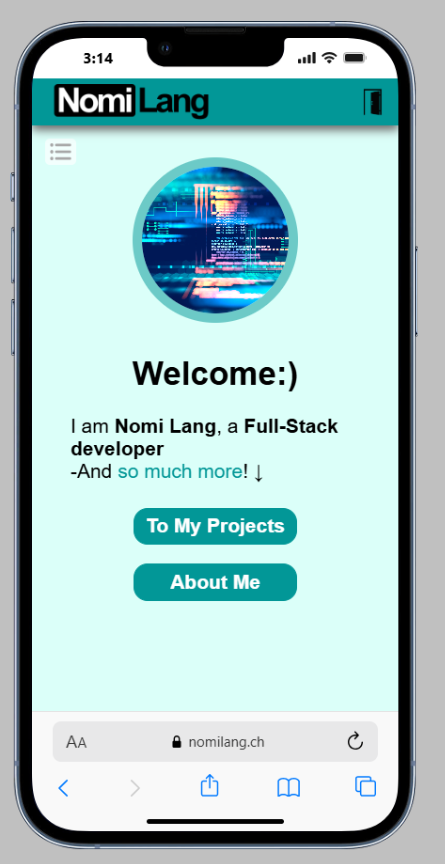 3:14
Nomi Lang
Welcome:)
I am Nomi Lang, a Full-Stack
developer
-And so much more! ↓
To My Projects
About Me
AA
nomilang.ch